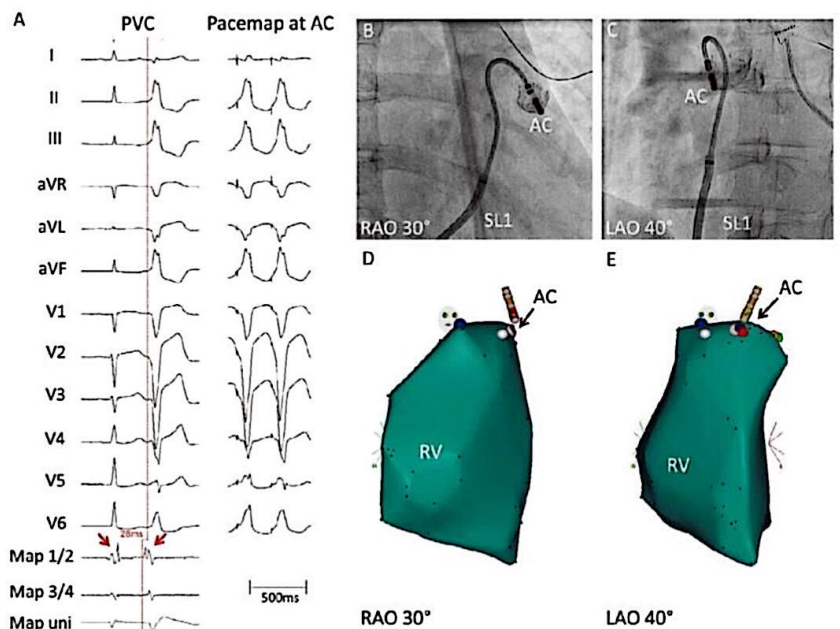 A
PVC
Pacemap at AC
I
II
III
aVR
aVL
aVF
V1
V2
V3
V4
V5
V6
28ms
Map 1/2
Map 3/4
Map uni
500ms
B
AC
SL1
RAO 30°
C
AC
SL1
LAO 40°
D
AC
RV
RAO 30°
E
AC
RV
LAO 40°